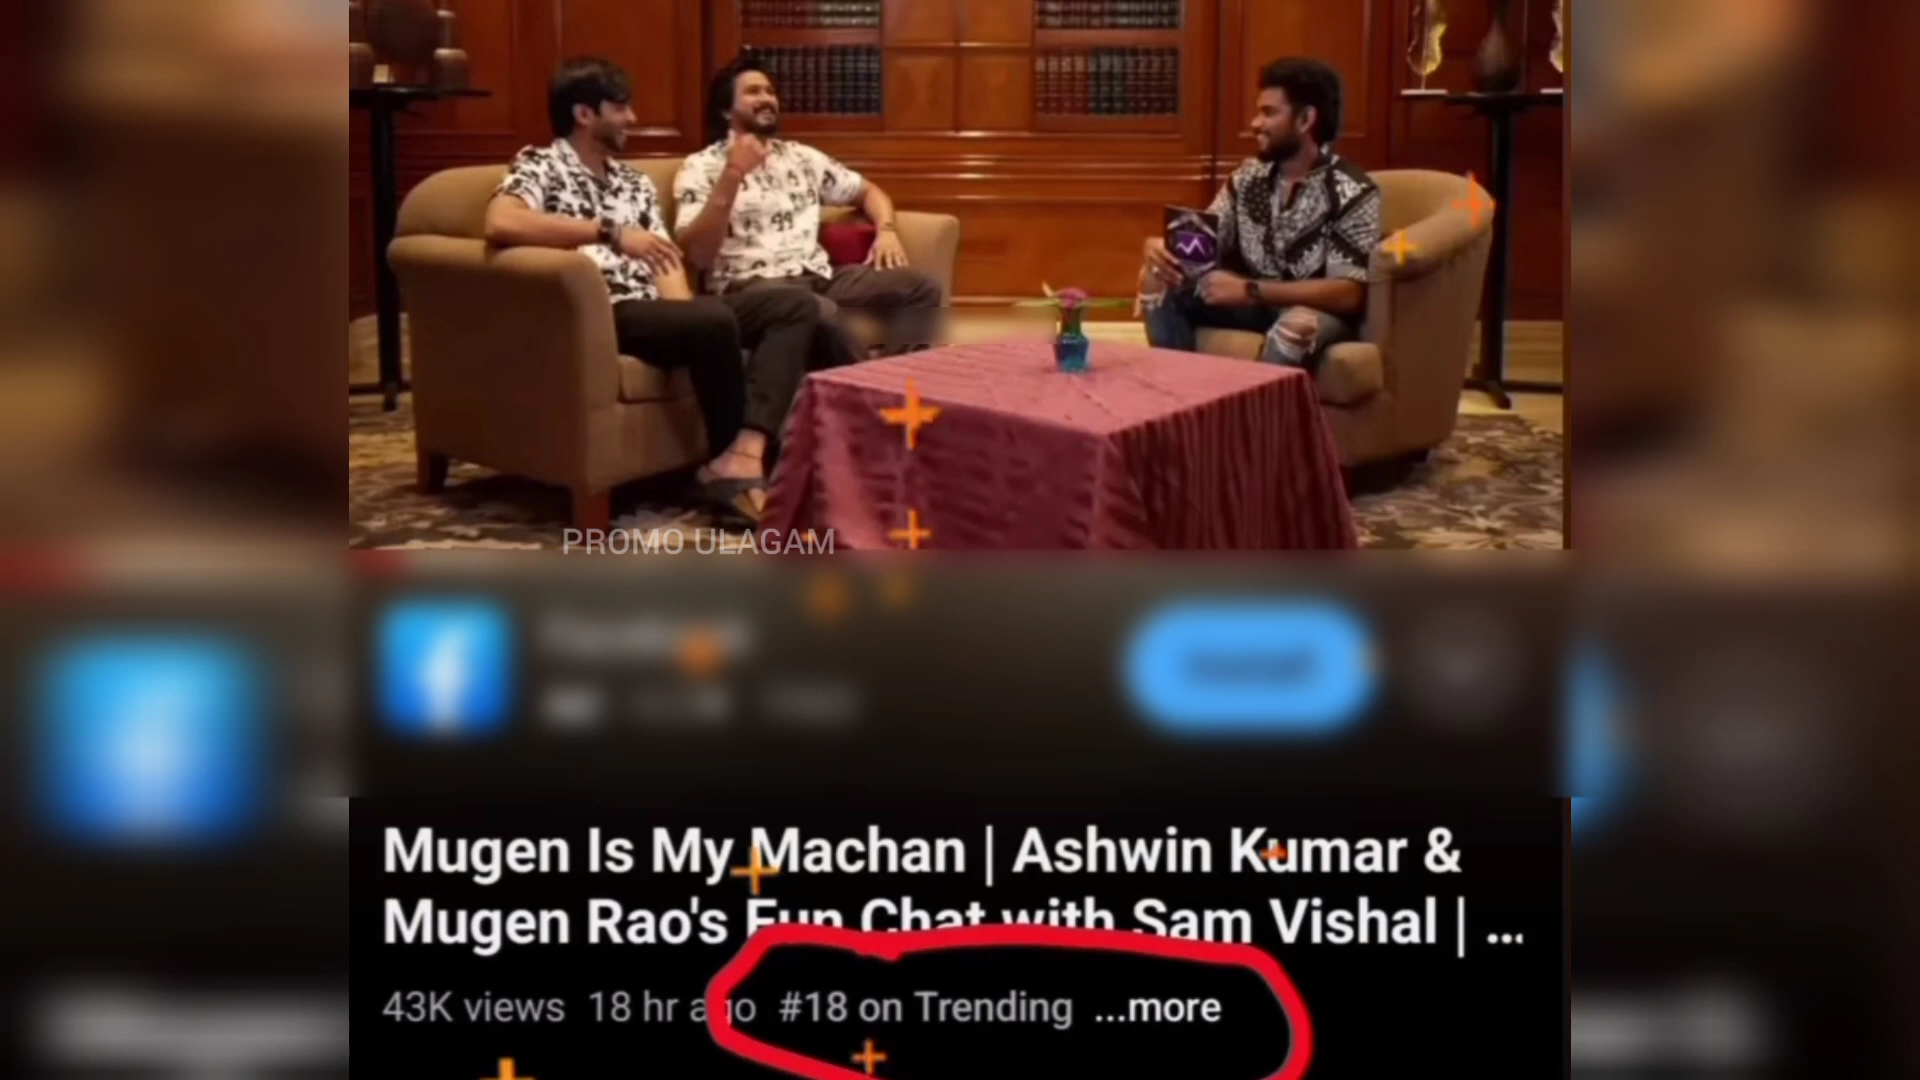 PROMO ULAGAM
Mugen Is My Machan | Ashwin Kumar &
Mugen Rao's Fun Chat with Sam Vishal | ...
43K views 18 hr ago #18 on Trending ...more